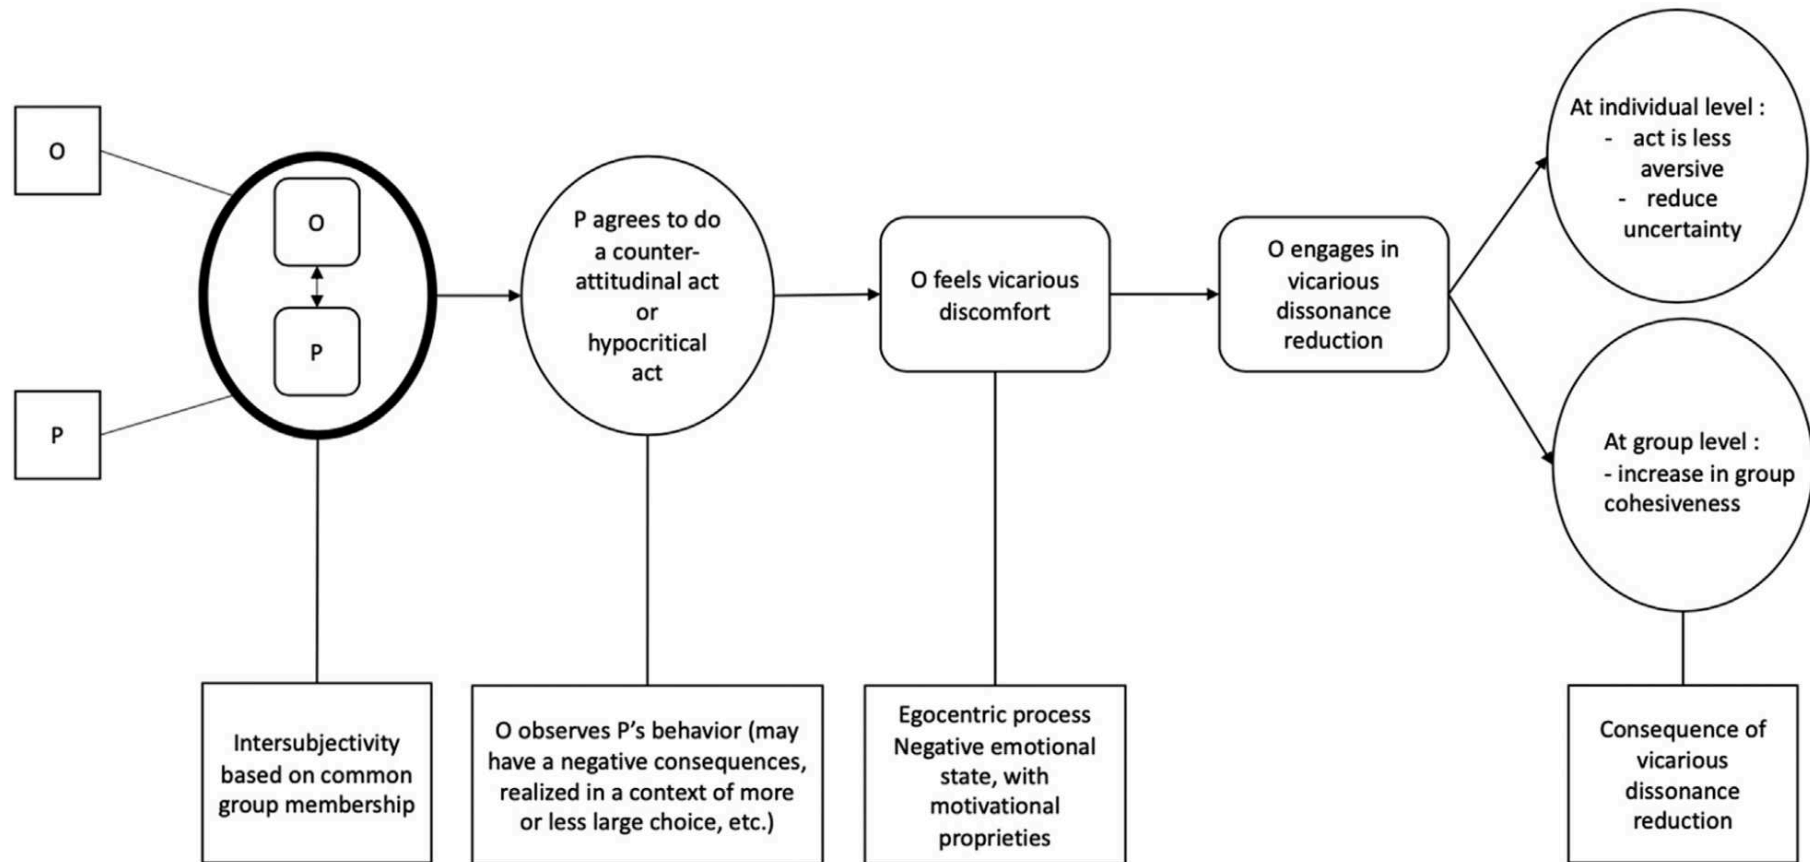 O
P
O
P
P agrees to do
a counter-
attitudinal act
or
hypocritical
act
O feels vicarious
discomfort
O engages in
vicarious
dissonance
reduction
At individual level :
- act is less
aversive
- reduce
uncertainty
At group level :
- increase in group
cohesiveness
Intersubjectivity
based on common
group membership
O observes P’s behavior (may
have a negative consequences,
realized in a context of more
or less large choice, etc.)
Egocentric process
Negative emotional
state, with
motivational
proprieties
Consequence of
vicarious
dissonance
reduction